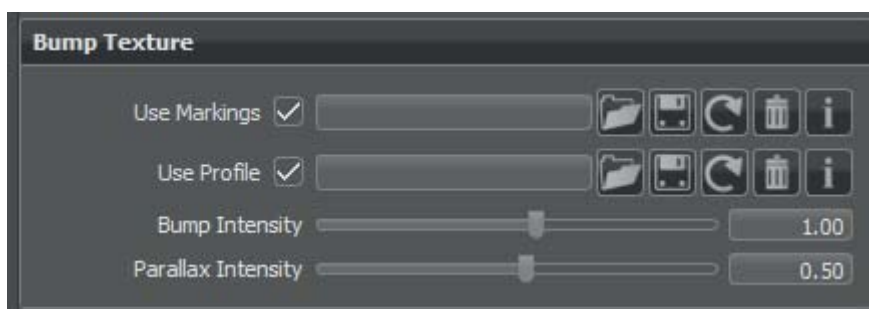 Bump Texture
Use Markings
Use Profile
Bump Intensity 1.00
Parallax Intensity 0.50